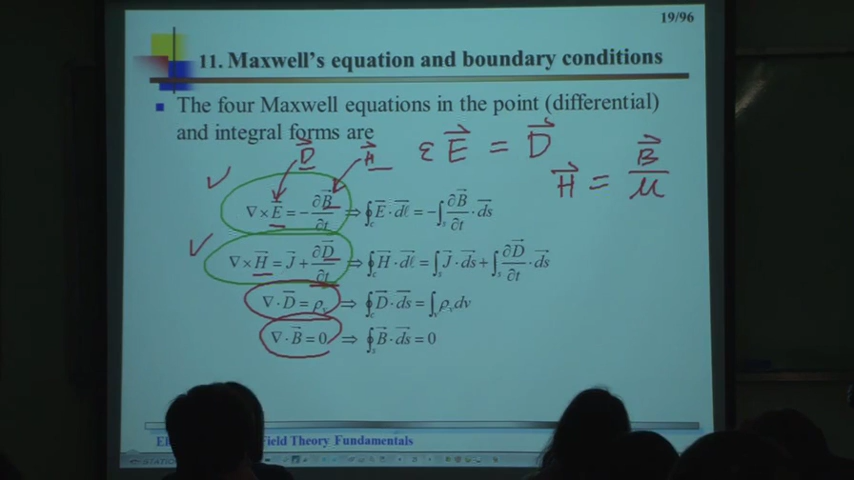 19/96
11. Maxwell's equation and boundary conditions
The four Maxwell equations in the point (differential)
and integral forms are
εE⃗ = D⃗
H⃗ = B⃗/μ
D⃗ H⃗
∇×E⃗ = −∂B⃗/∂t ⇒ ∮c E⃗·dℓ⃗ = −∫s ∂B⃗/∂t·ds⃗
∇×H⃗ = J⃗ + ∂D⃗/∂t ⇒ ∮c H⃗·dℓ⃗ = ∫s J⃗·ds⃗ + ∫s ∂D⃗/∂t·ds⃗
∇·D⃗ = ρv ⇒ ∮s D⃗·ds⃗ = ∫v ρv dv
∇·B⃗ = 0 ⇒ ∮s B⃗·ds⃗ = 0
Field Theory Fundamentals